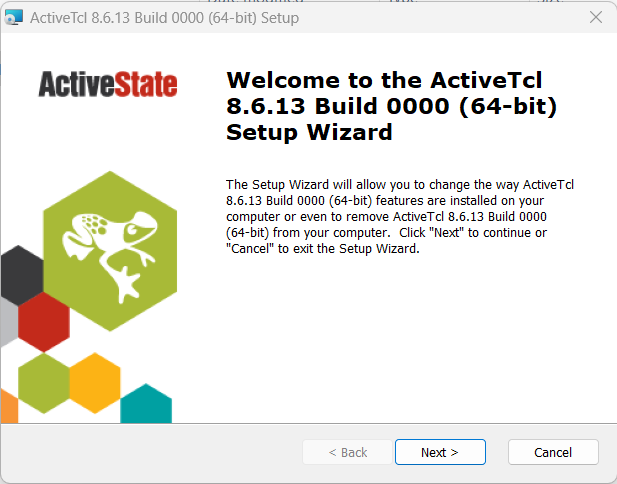 ActiveTcl 8.6.13 Build 0000 (64-bit) Setup
ActiveState
Welcome to the ActiveTcl
8.6.13 Build 0000 (64-bit)
Setup Wizard
The Setup Wizard will allow you to change the way ActiveTcl
8.6.13 Build 0000 (64-bit) features are installed on your
computer or even to remove ActiveTcl 8.6.13 Build 0000
(64-bit) from your computer.  Click "Next" to continue or
"Cancel" to exit the Setup Wizard.
< Back
Next >
Cancel